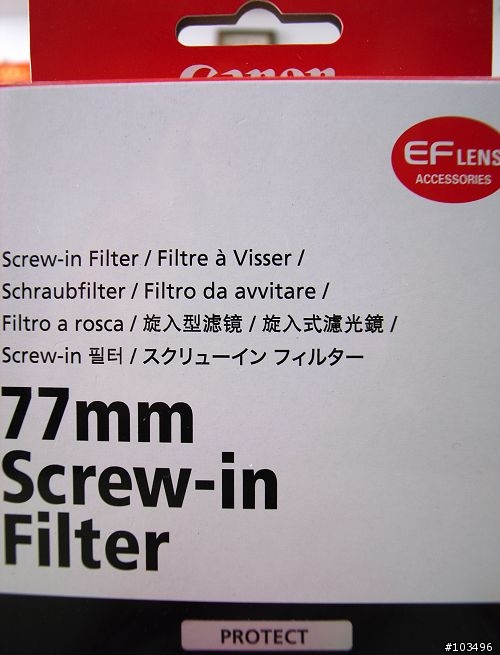 Canon
EF LENS
ACCESSORIES
Screw-in Filter / Filtre à Visser /
Schraubfilter / Filtro da avvitare /
Filtro a rosca / 旋入型滤镜 / 旋入式濾光鏡 /
Screw-in 필터 / スクリューイン フィルター
77mm
Screw-in
Filter
PROTECT
#103496